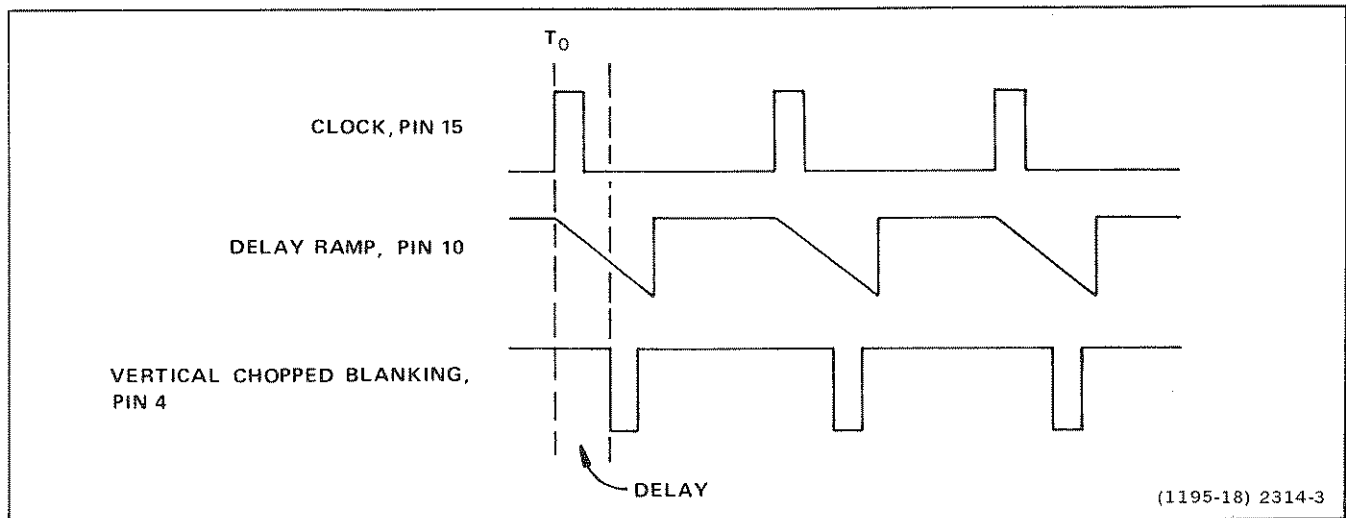 T0
CLOCK, PIN 15
DELAY RAMP, PIN 10
VERTICAL CHOPPED BLANKING,
PIN 4
DELAY
(1195-18) 2314-3